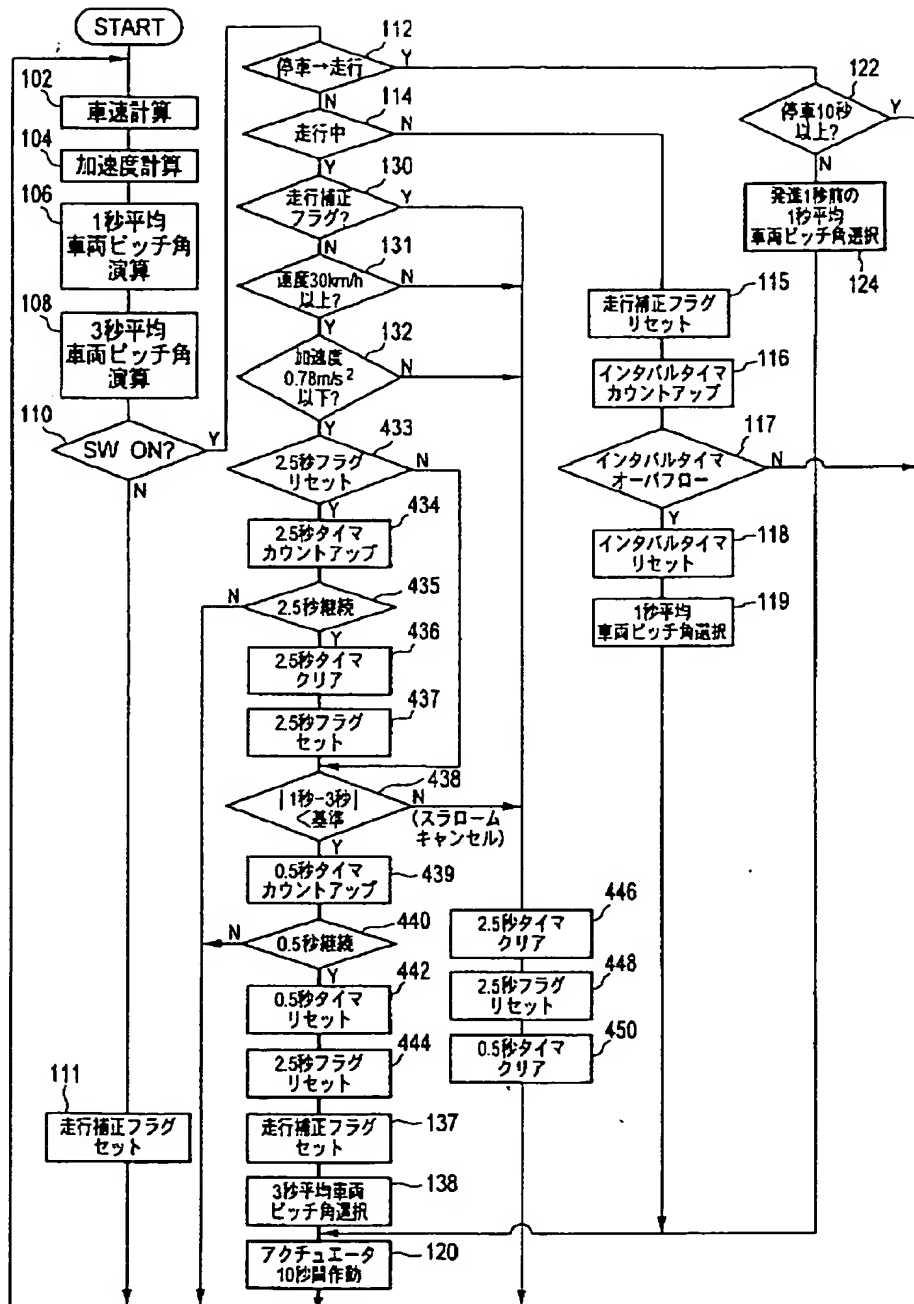 START
102
車速計算
104
加速度計算
106
1秒平均
車両ピッチ角
演算
108
3秒平均
車両ピッチ角
演算
110
SW ON?
Y
N
111
走行補正フラグ
セット
112
停車→走行
Y
N
114
走行中
N
Y
130
走行補正
フラグ?
Y
N
131
速度30km/h
以上?
N
Y
132
加速度
0.78m/s²
以下?
N
Y
433
2.5秒フラグ
リセット
N
Y
434
2.5秒タイマ
カウントアップ
435
2.5秒継続
N
Y
436
2.5秒タイマ
クリア
437
2.5秒フラグ
セット
438
|1秒-3秒|
<基準
N
(スラローム
キャンセル)
Y
0.5秒タイマ
カウントアップ
439
440
0.5秒継続
N
Y
442
0.5秒タイマ
リセット
444
2.5秒フラグ
リセット
走行補正フラグ
セット
137
3秒平均車両
ピッチ角選択
138
アクチュエータ
10秒間作動
120
446
2.5秒タイマ
クリア
448
2.5秒フラグ
リセット
450
0.5秒タイマ
クリア
115
走行補正フラグ
リセット
116
インタバルタイマ
カウントアップ
117
インタバルタイマ
オーバフロー
N
Y
118
インタバルタイマ
リセット
119
1秒平均
車両ピッチ角選択
122
停車10秒
以上?
Y
N
発進1秒前の
1秒平均
車両ピッチ角選択
124